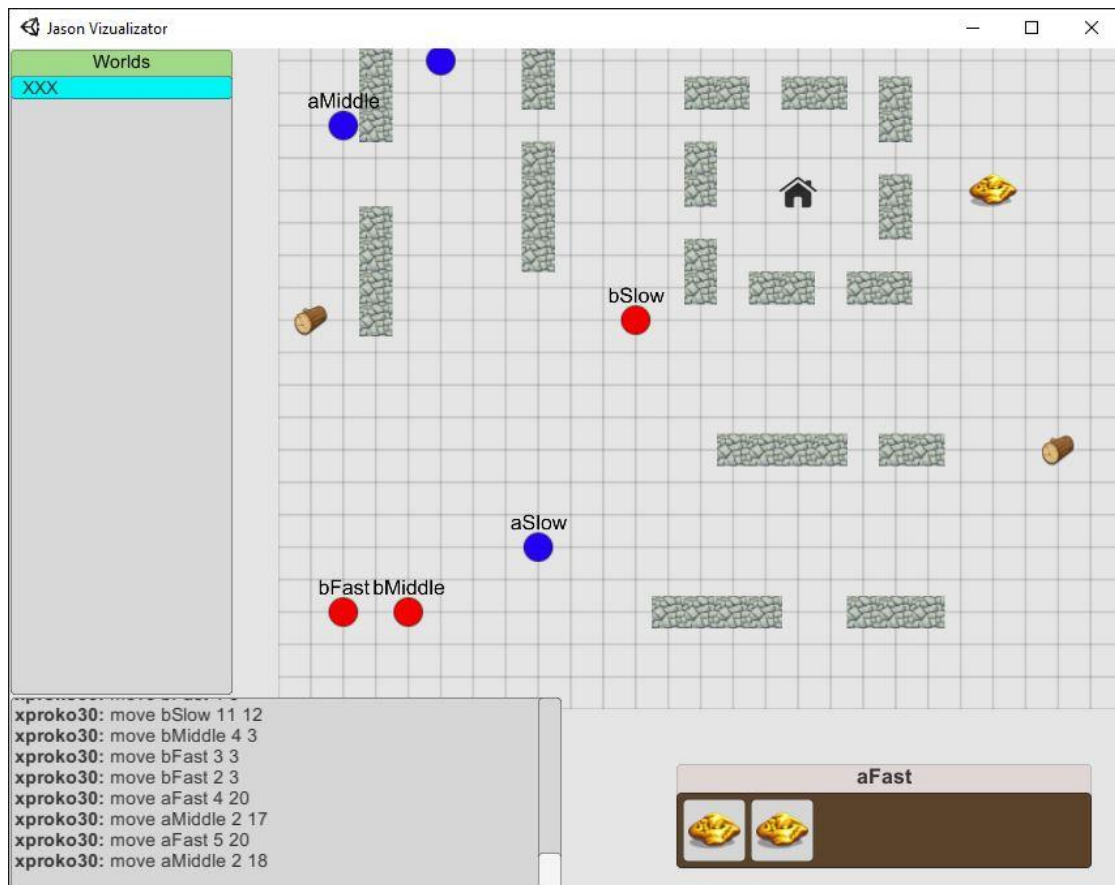 Jason Vizualizator
Worlds
XXX
aMiddle
bSlow
aSlow
bFast bMiddle
xproko30: move bSlow 11 12
xproko30: move bMiddle 4 3
xproko30: move bFast 3 3
xproko30: move bFast 2 3
xproko30: move aFast 4 20
xproko30: move aMiddle 2 17
xproko30: move aFast 5 20
xproko30: move aMiddle 2 18
aFast